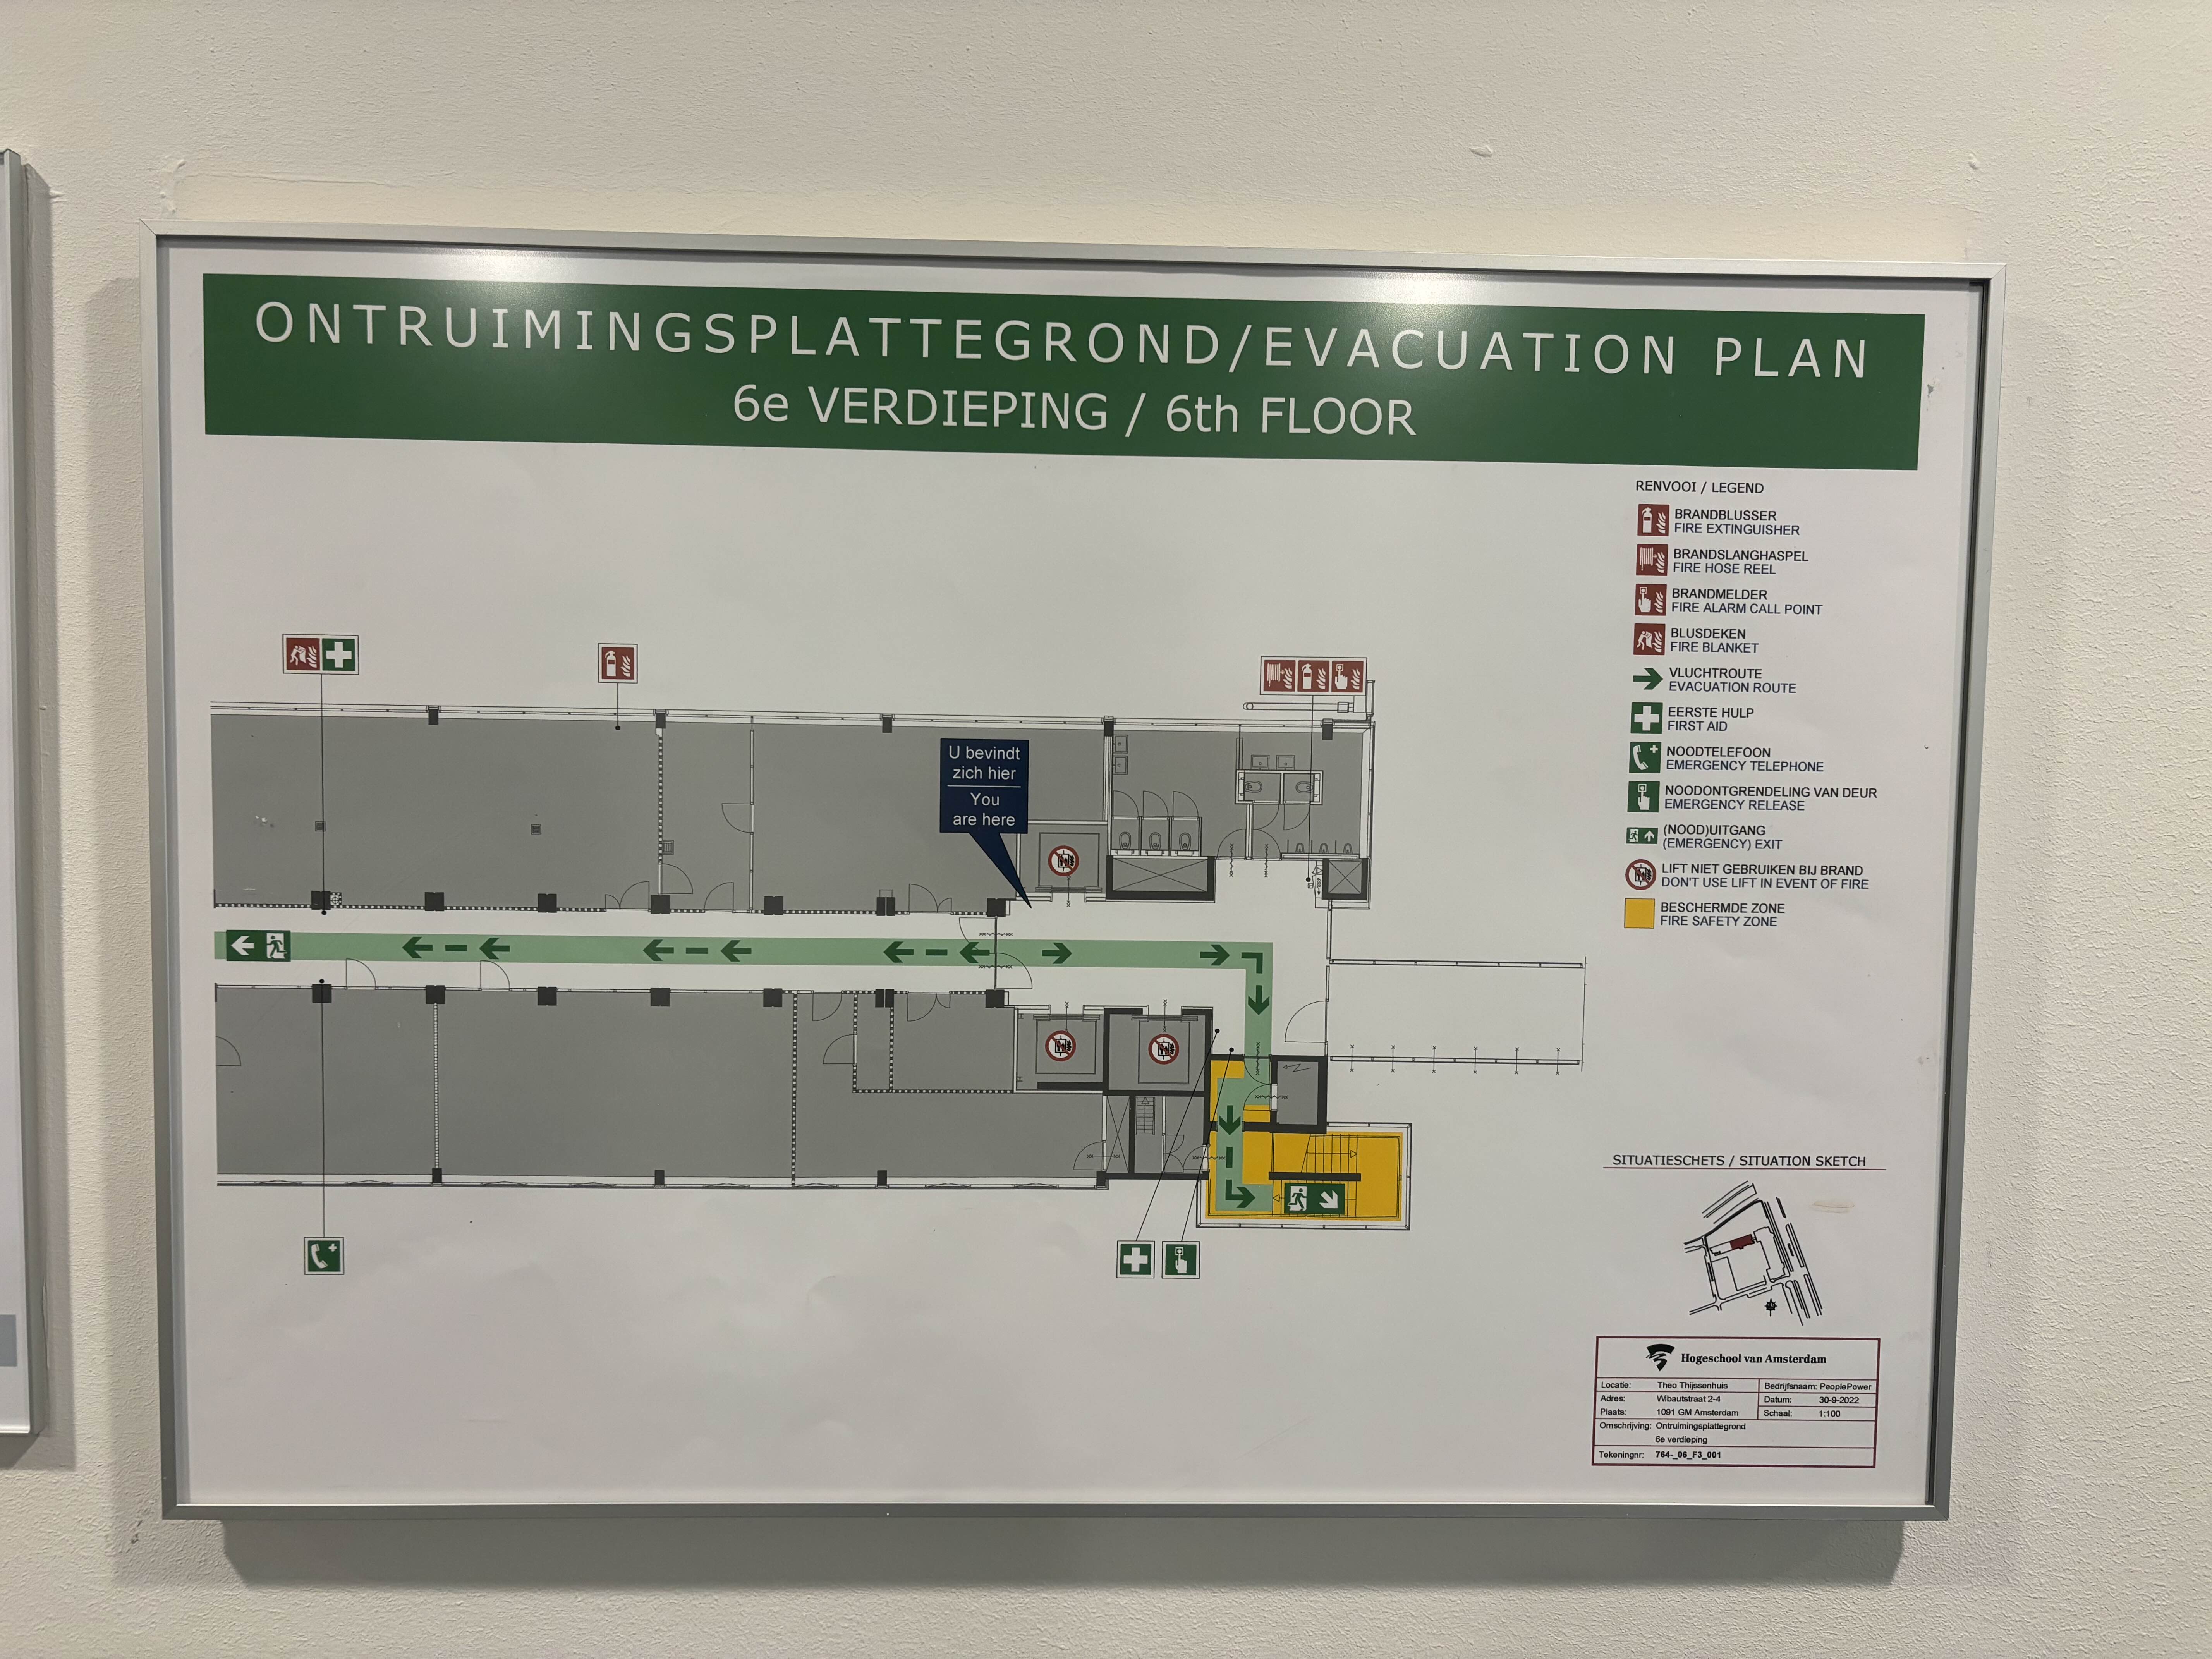 ONTRUIMINGSPLATTEGROND/EVACUATION PLAN
6e VERDIEPING / 6th FLOOR
RENVOOI / LEGEND
BRANDBLUSSER
FIRE EXTINGUISHER
BRANDSLANGHASPEL
FIRE HOSE REEL
BRANDMELDER
FIRE ALARM CALL POINT
BLUSDEKEN
FIRE BLANKET
VLUCHTROUTE
EVACUATION ROUTE
EERSTE HULP
FIRST AID
NOODTELEFOON
EMERGENCY TELEPHONE
NOODONTGRENDELING VAN DEUR
EMERGENCY RELEASE
(NOOD)UITGANG
(EMERGENCY) EXIT
LIFT NIET GEBRUIKEN BIJ BRAND
DON'T USE LIFT IN EVENT OF FIRE
BESCHERMDE ZONE
FIRE SAFETY ZONE
U bevindt
zich hier
You
are here
SITUATIESCHETS / SITUATION SKETCH
Hogeschool van Amsterdam
Locatie: Theo Thijssenhuis Bedrijfsnaam: PeoplePower
Adres: Wibautstraat 2-4 Datum: 30-9-2022
Plaats: 1091 GM Amsterdam Schaal: 1:100
Omschrijving: Ontruimingsplattegrond
6e verdieping
Tekeningnr: 764-_06_F3_001